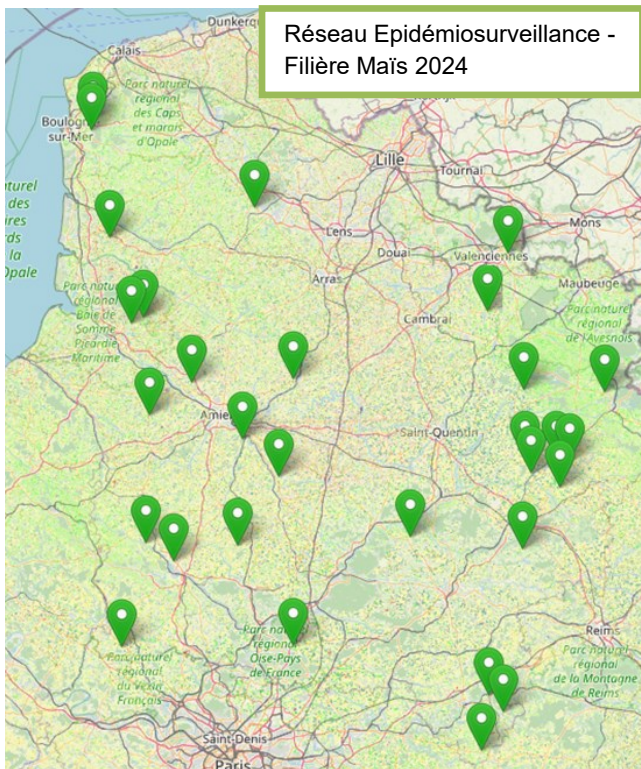 Réseau Epidémiosurveillance -
Filière Maïs 2024
Dunkerque
Calais
Parc naturel
régional
des Caps
et marais
d'Opale
Boulogne
sur-Mer
Lille
Tournai
Mons
Lens
Douai
Valenciennes
Arras
Maubeuge
Cambrai
Parc naturel
régional
Baie de
Somme
Picardie
Maritime
Parc naturel
régional
de l'Avesnois
Saint-Quentin
Reims
Parc naturel
régional
Oise-Pays
de France
Parc naturel
régional
de la Montagne
de Reims
Parc naturel
régional
du Vexin
Français
Saint-Denis
Paris